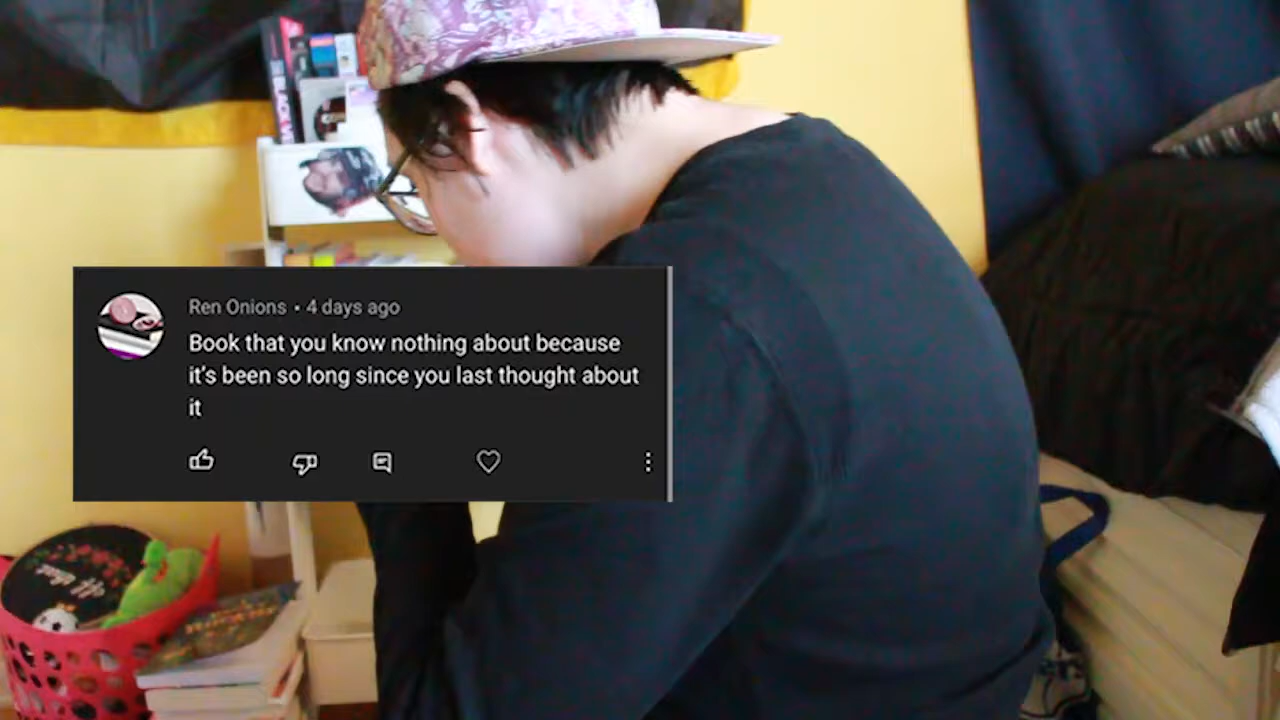 Ren Onions • 4 days ago
Book that you know nothing about because
it's been so long since you last thought about
it